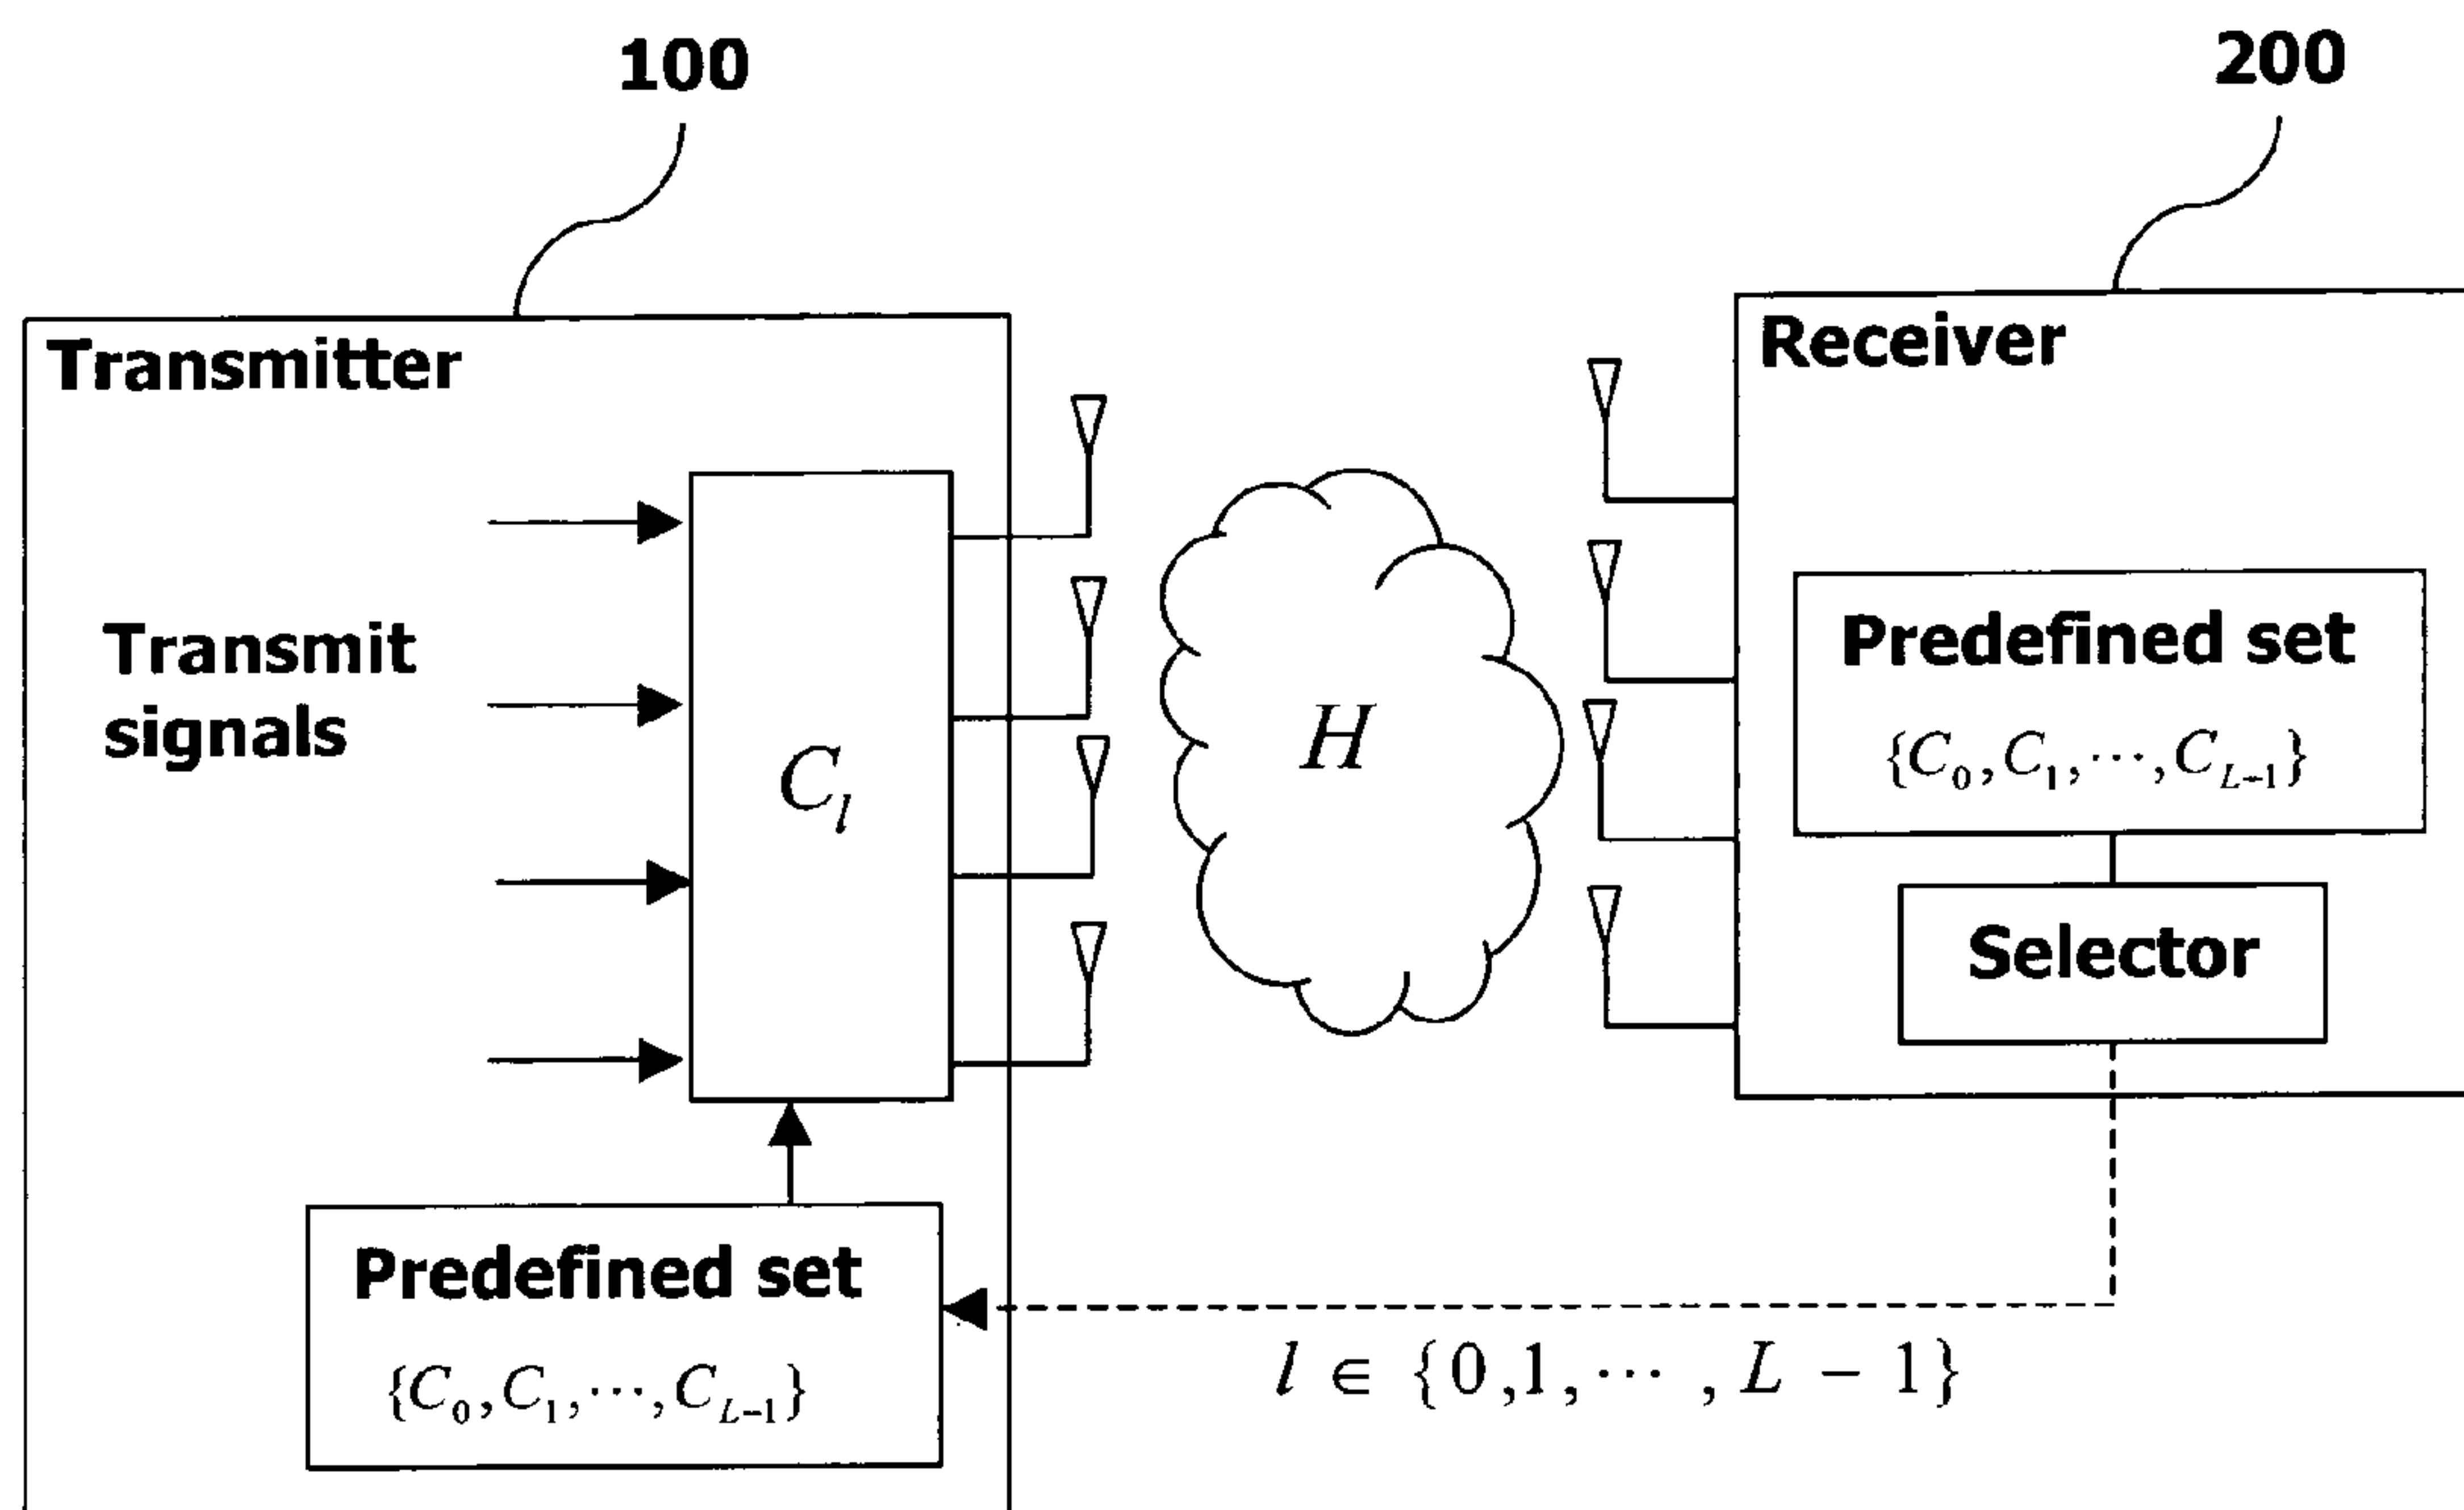 100
200
Transmitter
Receiver
Transmit
signals
C_l
H
Predefined set
{C_0, C_1, ⋯, C_{L-1}}
Selector
Predefined set
{C_0, C_1, ⋯, C_{L-1}}
l ∈ {0,1, ⋯ , L − 1}